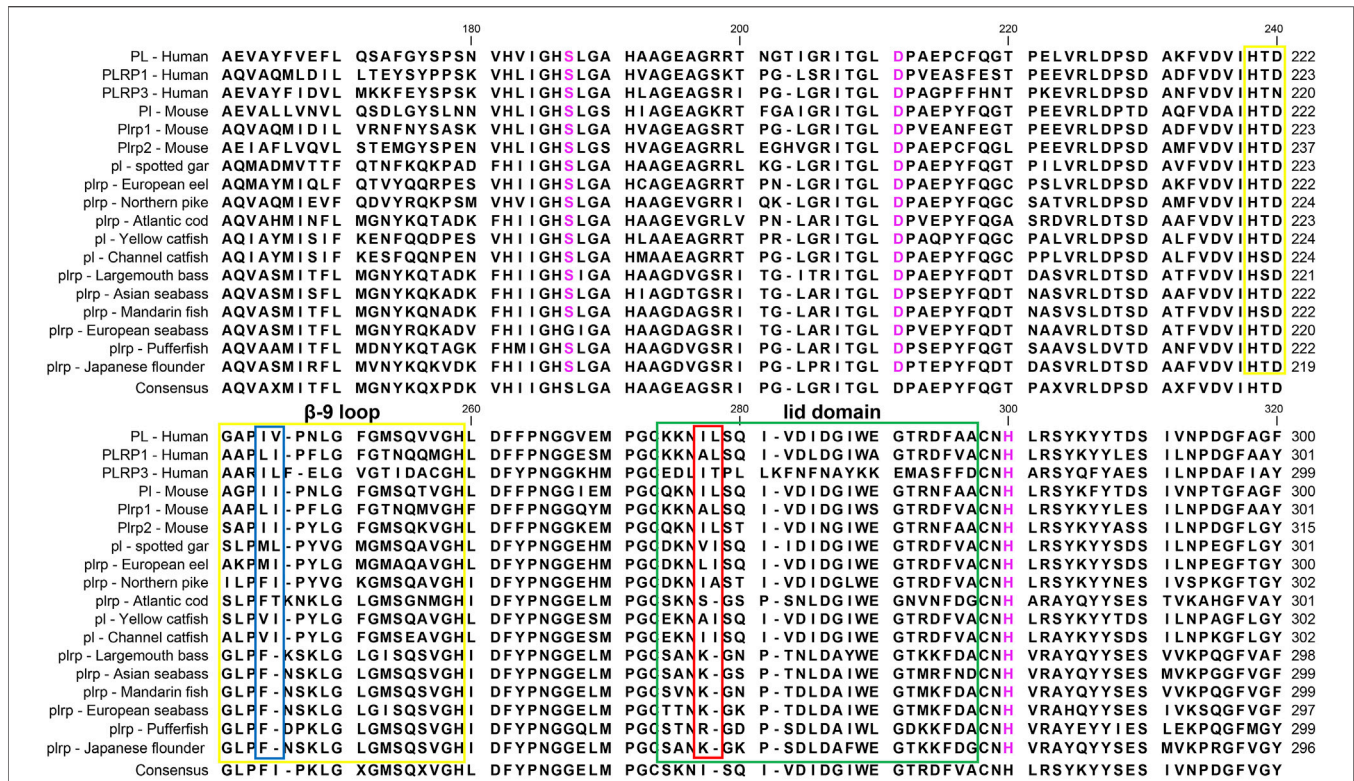 180 200 220 240
PL - Human AEVAYFVEFL QSAFGYSPSN VHVIGHSLGA HAAGEAGRRT NGTIGRITGL DPAEPCFQGT PELVRLDPSD AKFVDVIHTD 222
PLRP1 - Human AQVAQMLDIL LTEYSYPPSK VHLIGHSLGA HVAGEAGSKT PG-LSRITGL DPVEASFEST PEEVRLDPSD ADFVDVIHTD 223
PLRP3 - Human AEVAYFIDVL MKKFEYSPSK VHLIGHSLGA HLAGEAGSRI PG-LGRITGL DPAGPFFHNT PKEVRLDPSD ANFVDVIHTN 220
Pl - Mouse AEVALLVNVL QSDLGYSLNN VHLIGHSLGS HIAGEAGKRT FGAIGRITGL DPAEPYFQGT PEEVRLDPTD AQFVDAIHTD 222
Plrp1 - Mouse AQVAQMIDIL VRNFNYSASK VHLIGHSLGA HVAGEAGSRT PG-LGRITGL DPVEANFEGT PEEVRLDPSD ADFVDVIHTD 223
Plrp2 - Mouse AEIAFLVQVL STEMGYSPEN VHLIGHSLGA HVAGEAGRRL EGHVGRITGL DPAEPCFQGL PEEVRLDPSD AMFVDVIHTD 237
pl - spotted gar AQMADMVTTF QTNFKQKPAD FHIIGHSLGA HAAGEAGRRL KG-LGRITGL DPAEPYFQGT PILVRLDPSD AVFVDVIHTD 223
plrp - European eel AQMAYMIQLF QTVYQQRPES VHIIGHSLGA HCAGEAGRRT PN-LGRITGL DPAEPYFQGC PSLVRLDPSD AKFVDVIHTD 222
plrp - Northern pike AQVAQMIEVF QDVYRQKPSM VHVIGHSLGA HVAGEAGRRI QK-LGRITGL DPAEPYFQGC SATVRLDPSD AMFVDVIHTD 224
plrp - Atlantic cod AQVAHMINFL MGNYKQTADK FHIIGHSLGA HAAGEVGRLV PN-LARITGL DPVEPYFQGA SRDVRLDTSD AAFVDVIHTD 223
pl - Yellow catfish AQIAYMISIF KENFQQDPES VHIIGHSLGA HLAAEAGRRT PR-LGRITGL DPAQPYFQGC PALVRLDPSD ALFVDVIHTD 224
pl - Channel catfish AQIAYMISIF KESFQQNPEN VHIIGHSLGA HMAAEAGRRT PG-LGRITGL DPAEPYFQGC PPLVRLDPSD ALFVDVIHSD 224
plrp - Largemouth bass AQVASMITFL MGNYKQTADK FHIIGHSIGA HAAGDVGSRI TG-ITRITGL DPAEPYFQDT DASVRLDTSD ATFVDVIHSD 221
plrp - Asian seabass AQVASMISFL MGNYKQKADK FHIIGHSLGA HIAGDTGSRI TG-LARITGL DPSEPYFQDT NASVRLDTSD AAFVDVIHTD 222
plrp - Mandarin fish AQVASMITFL MGNYKQNADK FHIIGHSLGA HAAGDVGSRI TG-LARITGL DPAEPYFQDT DASVRLDTSD ATFVDVIHSD 222
plrp - European seabass AQVASMITFL MGNYRQKADV FHIIGHGIGA HAAGDAGSRI TG-LARITGL DPVEPYFQDT NAAVRLDTSD ATFVDVIHTD 220
plrp - Pufferfish AQVAAMITFL MDNYKQTAGK FHMIGHSLGA HAAGDVGSRI PG-LARITGL DPAEPYFQGT SAAVSLDVTD ANFVDVIHTD 222
plrp - Japanese flounder AQVASMIRFL MVNYKQKVDK VRIIGHSLGA HAAGDVGSRI PG-LPRITGL DPTEPYFQDT DASVRLDTSD AAFVDVIHTD 219
Consensus AQVAXMITFL MGNYKQXPDK VHIIGHSLGA HAAGEAGSRI PG-LGRITGL DPAEPYFQGT PAXVRLDPSD AXFVDVIHTD
β-9 loop 260 280 lid domain 300 320
PL - Human GAPIV-PNLG FGMSQVVGHL DFFPNGGVEM PGCKKNILSQ I-VDIDGIWE GTRDFAACNH LRSYKYYTDS IVNPDGFAGF 300
PLRP1 - Human AAPLI-PFLG FGTNQQMGHL DFFPNGGESM PGCKKNALSQ I-VDLDGIWA GTRDFVACNH LRSYKYYLES ILNPDGFAAY 301
PLRP3 - Human AARILF-ELG VGTIDACGHL DFYPNGGKHM PGCEDLITPL LKFNFNAYKK EMASFFDCNH ARSYQFYAES ILNPDAFIAY 299
Pl - Mouse AGPII-PNLG FGMSQTVGHL DFFPNGGIEM PGCQKNILSQ I-VDIDGIWE GTRNFAACNH LRSYKFYTDS IVNPTGFAGF 300
Plrp1 - Mouse AAPLI-PFLG FGTNQMVGHF DFFPNGGQYM PGCKKNALSQ I-VDIDGIWS GTRDFVACNH LRSYKYYLES ILNPDGFAAY 301
Plrp2 - Mouse SAPII-PYLG FGMSQKVGHL DFFPNGGKEM PGCQKNILST I-VDINGIWE GTRNFAACNH LRSYKYYASS ILNPDGFLGY 315
pl - spotted gar SLPML-PYVG MGMSQAVGHL DFYPNGGEHM PGCDKNVISQ I-IDIDGIWE GTRDFVACNH LRSYKYYSDS ILNPEGFLGY 301
plrp - European eel AKPMI-PYLG MGMAQAVGHL DFYPNGGEHM PGCDKNLISQ I-VDIDGIWE GTRDFVACNH LRSYKYYSDS ILNPDGFTGY 300
plrp - Northern pike ILPFI-PYVG KGMSQAVGHI DFYPNGGEHM PGCDKNIAST I-VDIDGLWE GTRDFVACNH LRSYKYYNES IVSPKGFTGY 302
plrp - Atlantic cod SLPFTKNKLG LGMSGNMGHI DFYPNGGELM PGCSKNS-GS P-SNLDGIWE GNVNFDGCNH ARAYQYYSES TVKAHGFVAY 301
pl - Yellow catfish SLPVI-PYLG FGMSQAVGHL DFYPNGGESM PGCEKNAISQ I-VDIDGIWE GTRDFVACNH LRSYKYYTDS ILNPAGFLGY 302
pl - Channel catfish ALPVI-PYLG FGMSEAVGHL DFYPNGGESM PGCEKNIISQ I-VDIDGIWE GTRDFVACNH LRAYKYYSDS ILNPKGFLGY 302
plrp - Largemouth bass GLPF-KSKLG LGISQSVGHI DFYPNGGELM PGCSANK-GN P-TNLDAYWE GTKKFDACNH VRAYQYYSES VVKPQGFVAF 298
plrp - Asian seabass GLPF-NSKLG LGMSQSVGHI DFYPNGGELM PGCSANK-GS P-TNLDAIWE GTMRFNDCNH VRAYQYYSES MVKPGGFVGF 299
plrp - Mandarin fish GLPF-NSKLG LGMSQSVGHI DFYPNGGELM PGCSVNK-GN P-TDLDAIWE GTMKFDACNH VRAYQYYSES VVKPQGFVGF 299
plrp - European seabass GLPF-NSKLG LGISQSVGHI DFYPNGGELM PGCTTNK-GK P-TDLDAIWE GTMKFDACNH VRAHQYYSES IVKSQGFVGF 297
plrp - Pufferfish GLPF-DPKLG LGMSQSVGHI DFYPNGGQLM PGCSTNR-GD P-SDLDAIWL GDKKFDACNH VRAYEYYIES LEKPQGFMGY 299
plrp - Japanese flounder GLPF-NSKLG LGMSQSVGHI DFYPNGGELM PGCSANK-GK P-SDLDAFWE GTKKFDGCNH VRAYQYYSES MVKPRGFVGY 296
Consensus GLPFI-PKLG XGMSQXVGHL DFYPNGGELM PGCSKNI-SQ I-VDLDGIWE GTRDFVACNH LRSYKYYSES IVNPDGFVGY